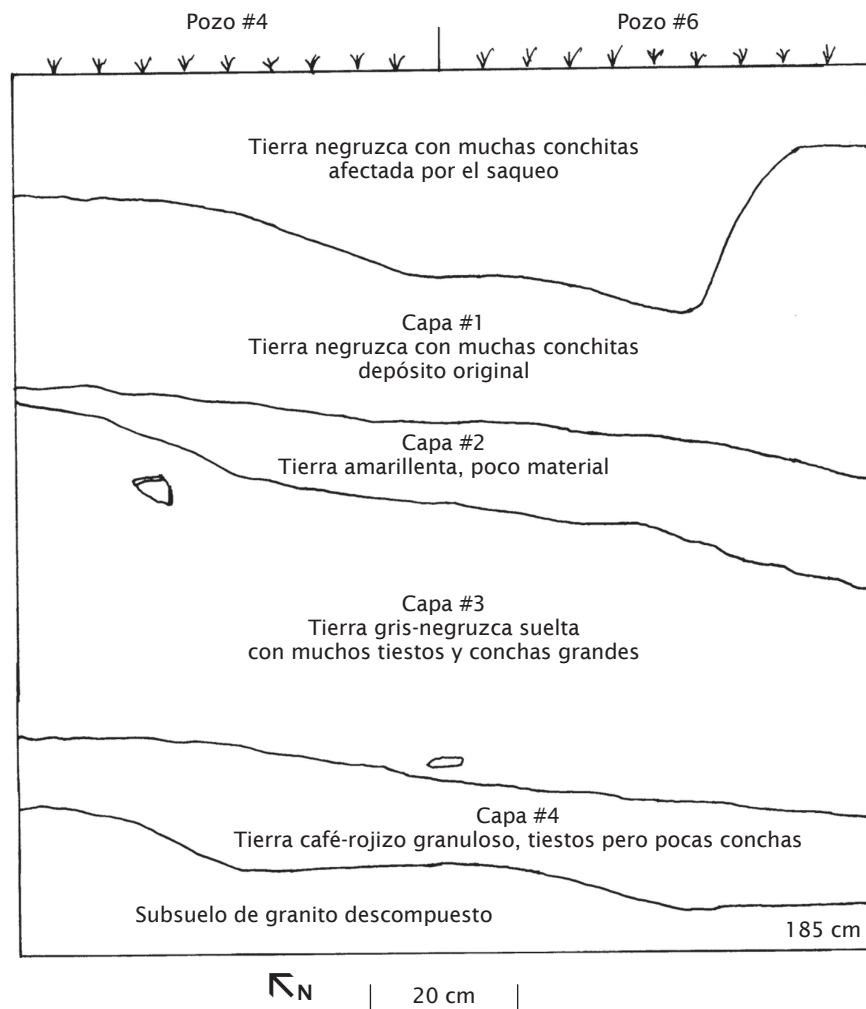 Pozo #4
Pozo #6
Tierra negruzca con muchas conchitas
afectada por el saqueo
Capa #1
Tierra negruzca con muchas conchitas
depósito original
Capa #2
Tierra amarillenta, poco material
Capa #3
Tierra gris-negruzca suelta
con muchos tiestos y conchas grandes
Capa #4
Tierra café-rojizo granuloso, tiestos pero pocas conchas
Subsuelo de granito descompuesto
185 cm
N
20 cm